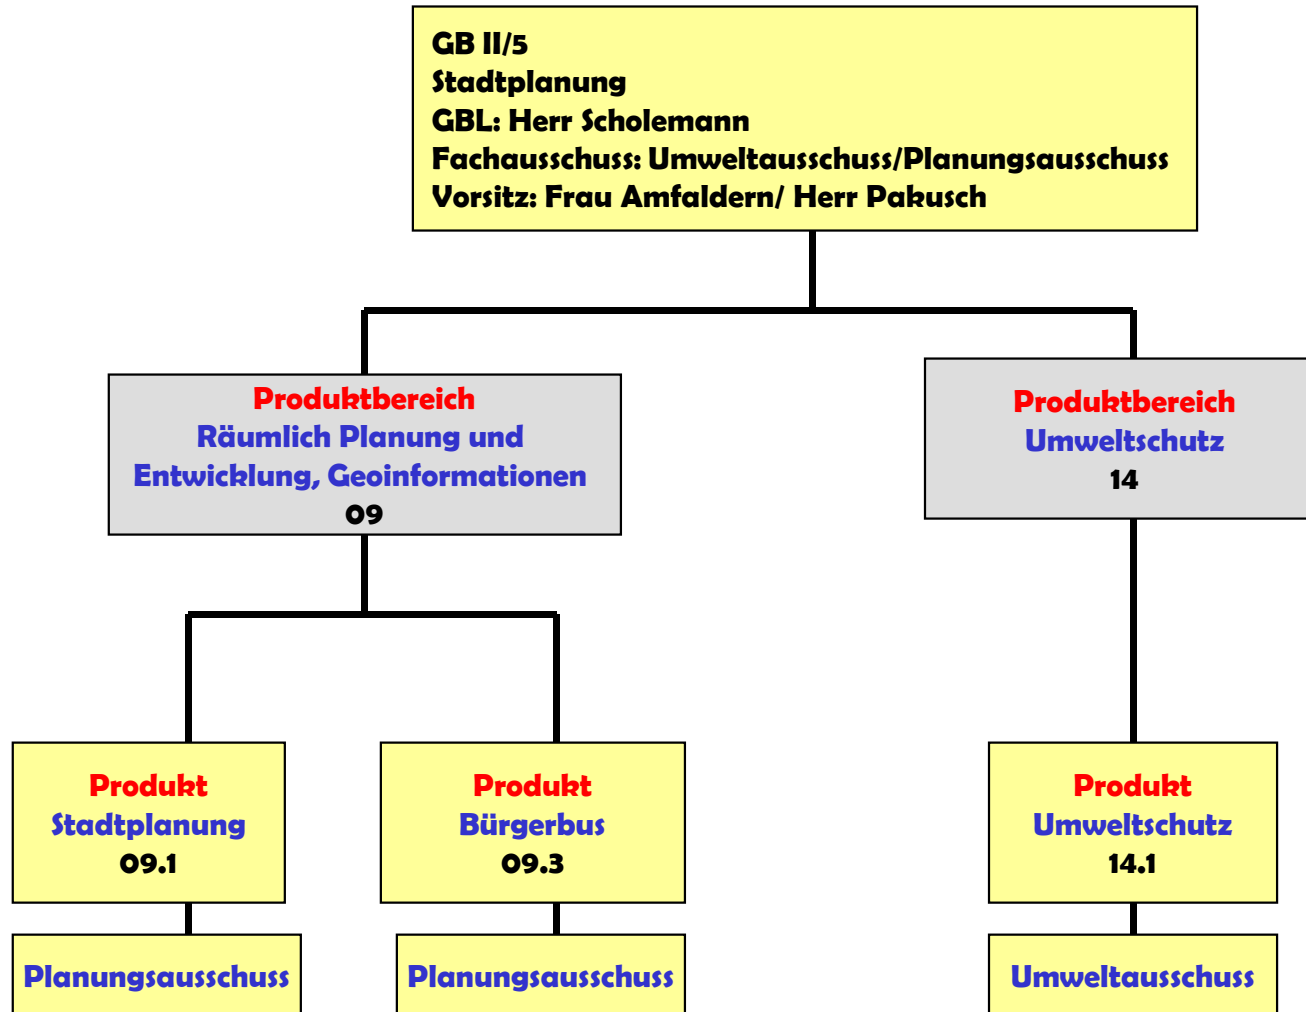 GB II/5
Stadtplanung
GBL: Herr Scholemann
Fachausschuss: Umweltausschuss/Planungsausschuss
Vorsitz: Frau Amfaldern/ Herr Pakusch
Produktbereich
Räumlich Planung und
Entwicklung, Geoinformationen
09
Produktbereich
Umweltschutz
14
Produkt
Stadtplanung
09.1
Produkt
Bürgerbus
09.3
Produkt
Umweltschutz
14.1
Planungsausschuss
Planungsausschuss
Umweltausschuss